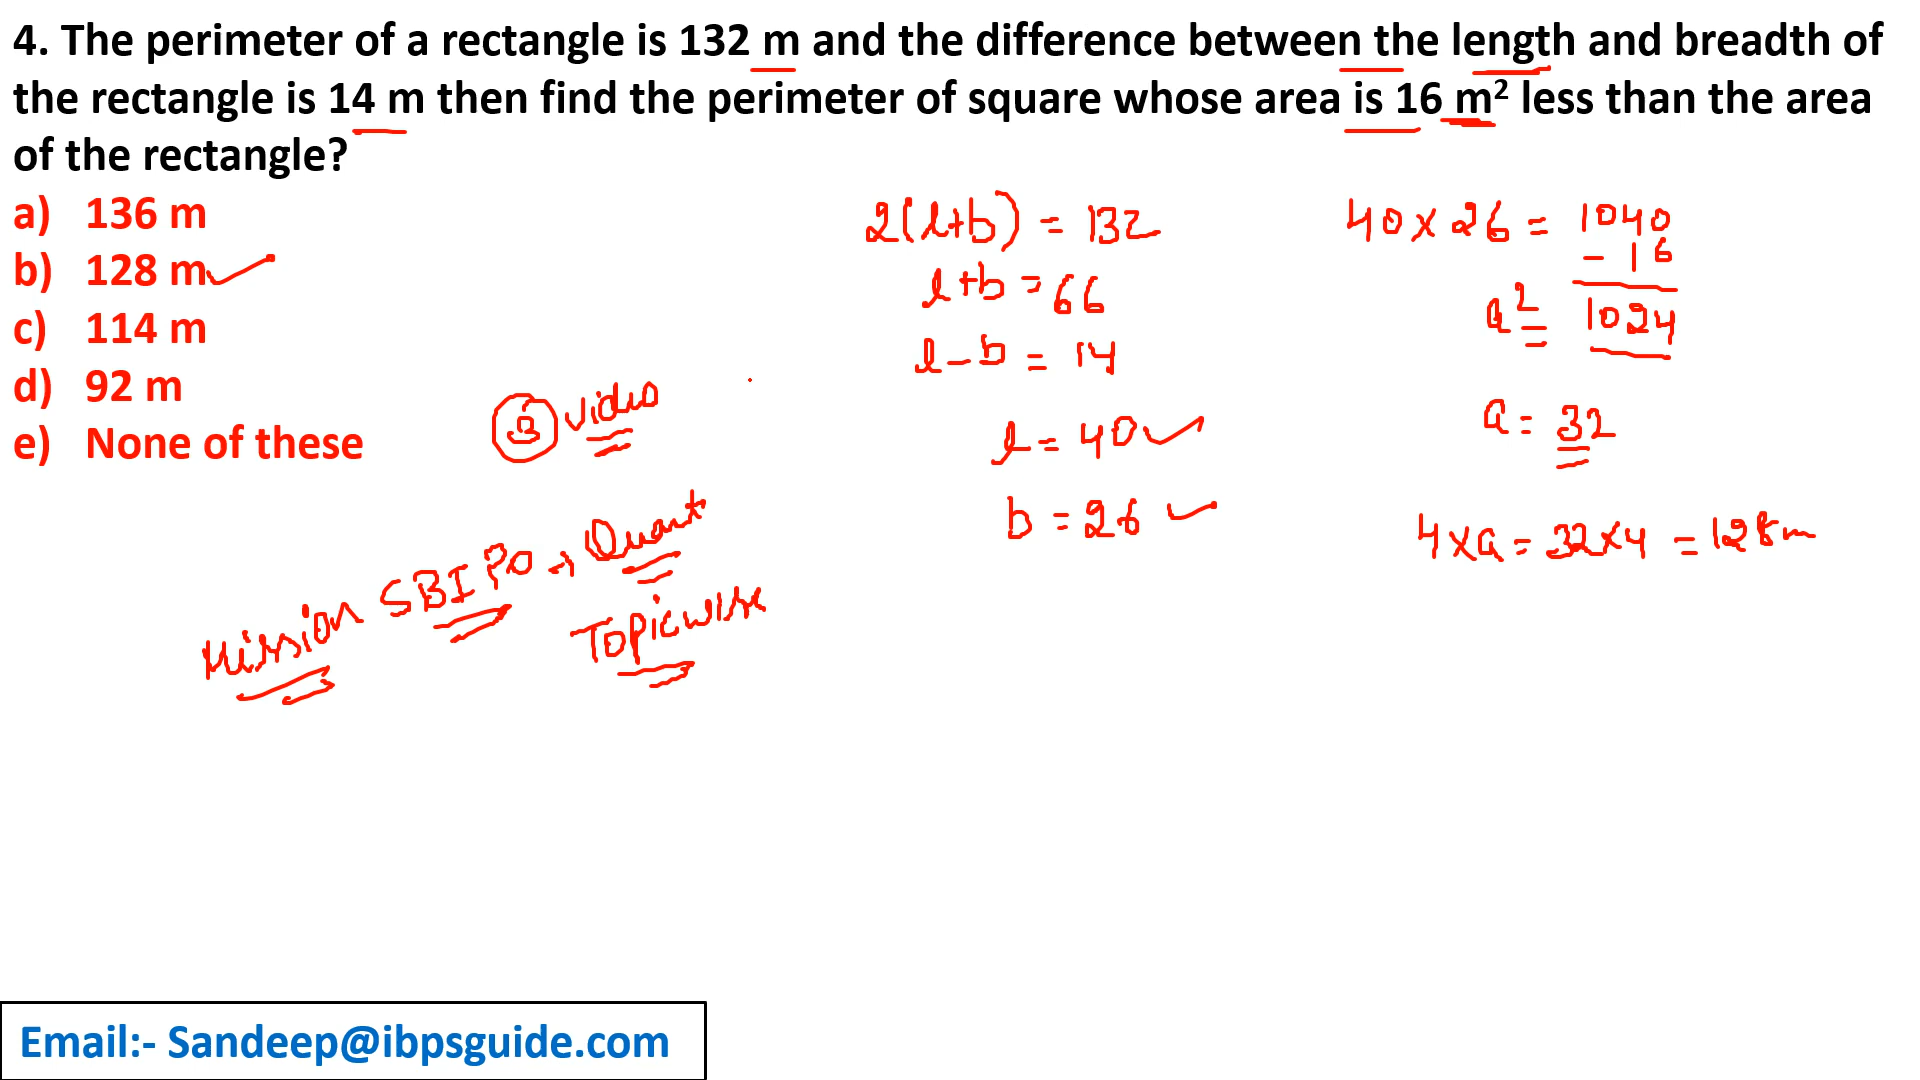 4. The perimeter of a rectangle is 132 m and the difference between the length and breadth of
the rectangle is 14 m then find the perimeter of square whose area is 16 m² less than the area
of the rectangle?
a) 136 m
b) 128 m
c) 114 m
d) 92 m
e) None of these
2(l+b) = 132
l+b = 66
l-b = 14
l = 40
b = 26
40 × 26 = 1040
- 16
a² = 1024
a = 32
4×a = 32×4 = 128m
3 video
Mission SBI PO → Quant
Topicwise
Email:- Sandeep@ibpsguide.com